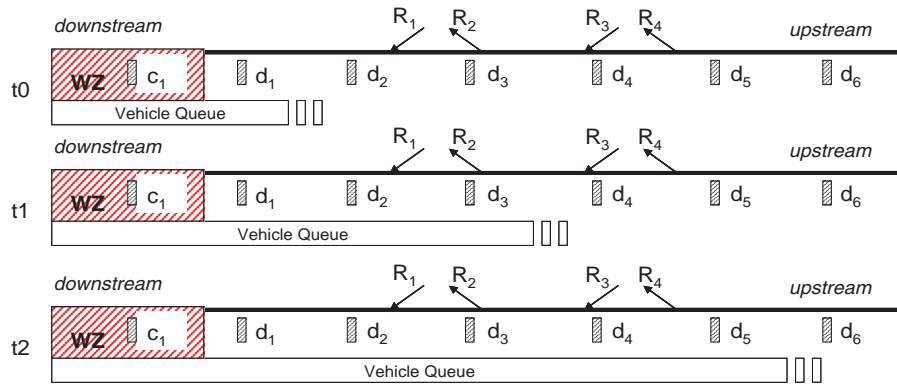 downstream R1 R2 R3 R4 upstream
t0 WZ c1 d1 d2 d3 d4 d5 d6
Vehicle Queue
downstream R1 R2 R3 R4 upstream
t1 WZ c1 d1 d2 d3 d4 d5 d6
Vehicle Queue
downstream R1 R2 R3 R4 upstream
t2 WZ c1 d1 d2 d3 d4 d5 d6
Vehicle Queue